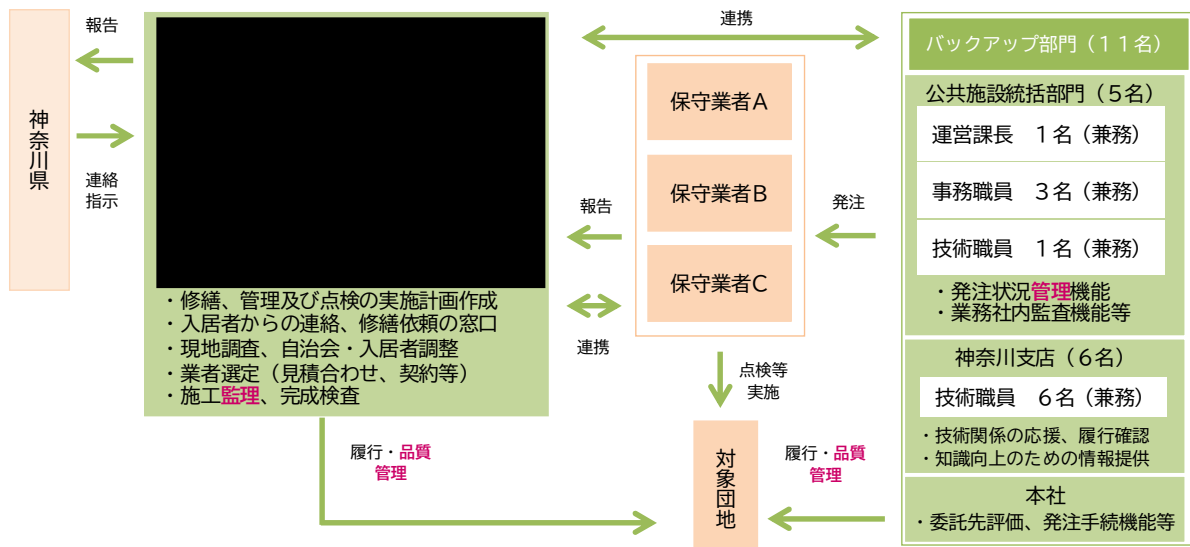 神奈川県
報告
連絡
指示
・修繕、管理及び点検の実施計画作成
・入居者からの連絡、修繕依頼の窓口
・現地調査、自治会・入居者調整
・業者選定（見積合わせ、契約等）
・施工監理、完成検査
連携
保守業者A
保守業者B
保守業者C
報告
連携
発注
点検等
実施
履行・品質
管理
対象団地
履行・品質
管理
バックアップ部門（１１名）
公共施設統括部門（５名）
運営課長　１名（兼務）
事務職員　３名（兼務）
技術職員　１名（兼務）
・発注状況管理機能
・業務社内監査機能等
神奈川支店（６名）
技術職員　６名（兼務）
・技術関係の応援、履行確認
・知識向上のための情報提供
本社
・委託先評価、発注手続機能等